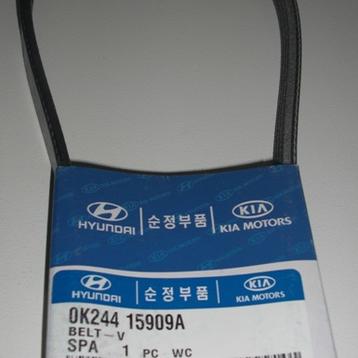 HYUNDAI 순정부품 KIA KIA MOTORS
HYUNDAI 순정부품 KIA KIA MOTORS
0K244 15909A
BELT-V
SPA 1 PC WC